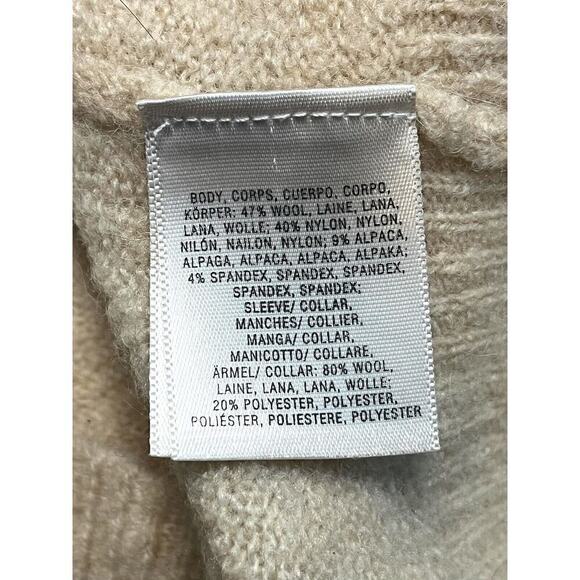 BODY, CORPS, CUERPO, CORPO,
KÖRPER: 47% WOOL, LAINE, LANA,
LANA, WOLLE; 40% NYLON, NYLON,
NILÓN, NAILON, NYLON; 9% ALPACA,
ALPAGA, ALPACA, ALPACA, ALPAKA;
4% SPANDEX, SPANDEX, SPANDEX,
SPANDEX, SPANDEX;
SLEEVE/ COLLAR,
MANCHES/ COLLIER,
MANGA/ COLLAR,
MANICOTTO/ COLLARE,
ÄRMEL/ COLLAR: 80% WOOL,
LAINE, LANA, LANA, WOLLE;
20% POLYESTER, POLYESTER,
POLIÉSTER, POLIESTERE, POLYESTER